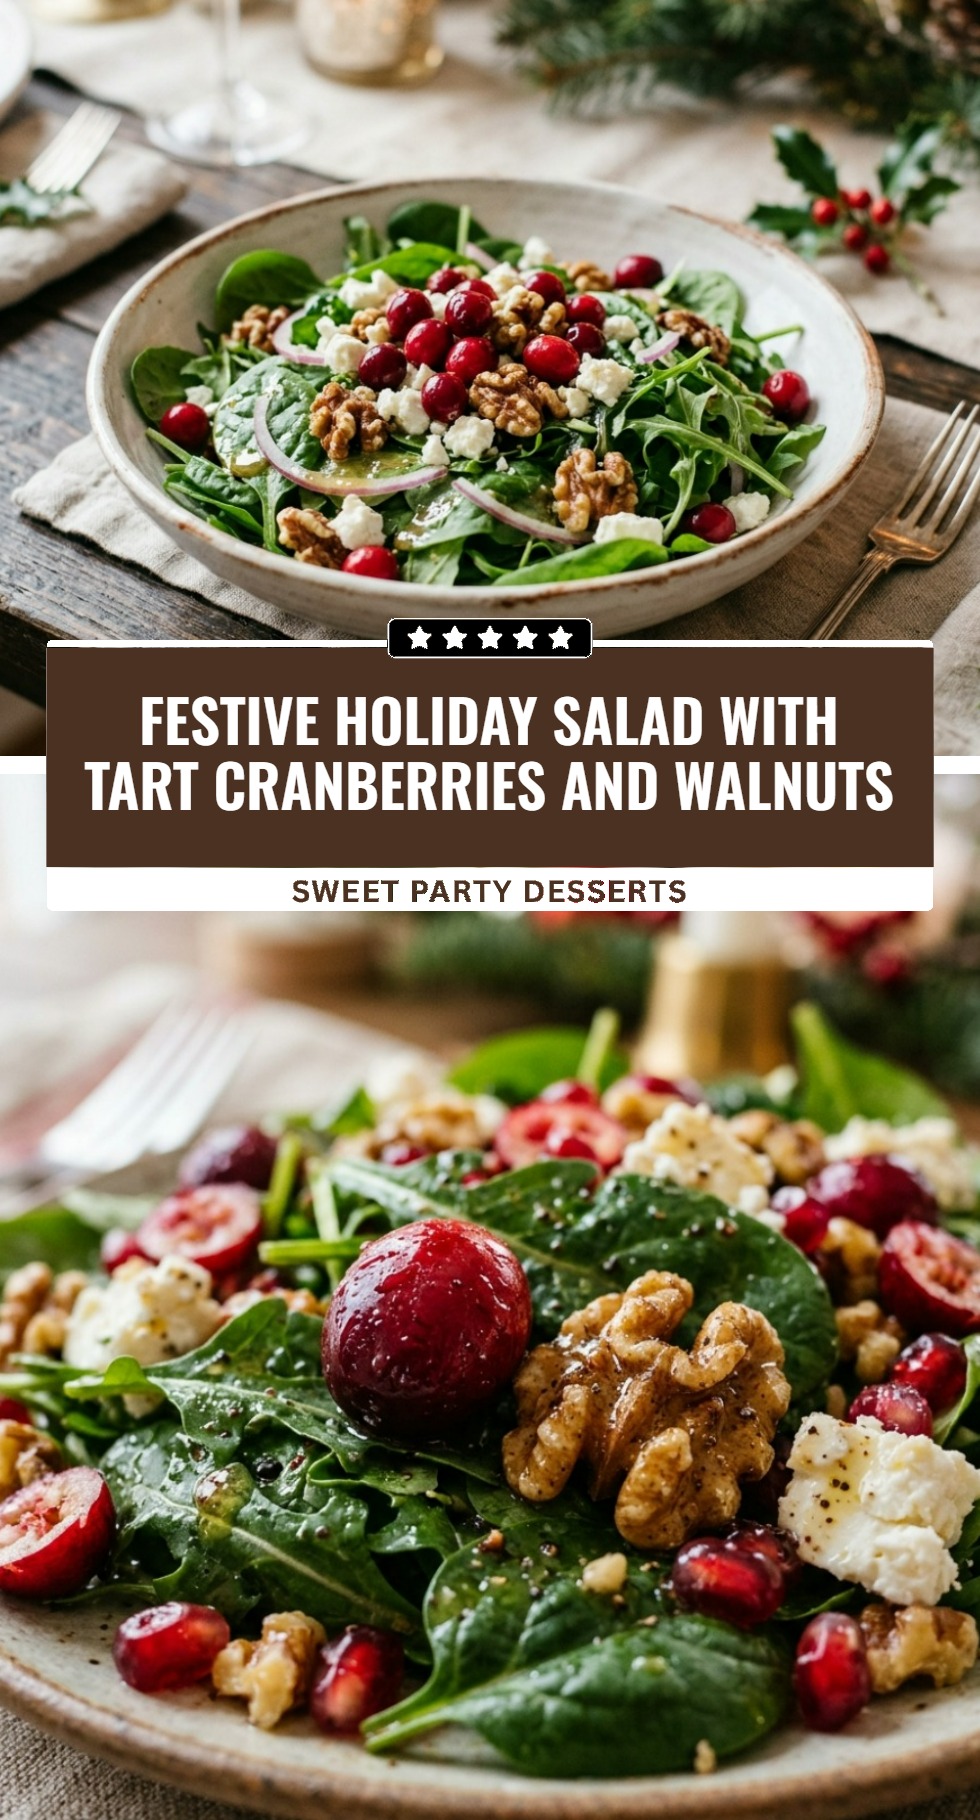 FESTIVE HOLIDAY SALAD WITH
TART CRANBERRIES AND WALNUTS
SWEET PARTY DESSERTS